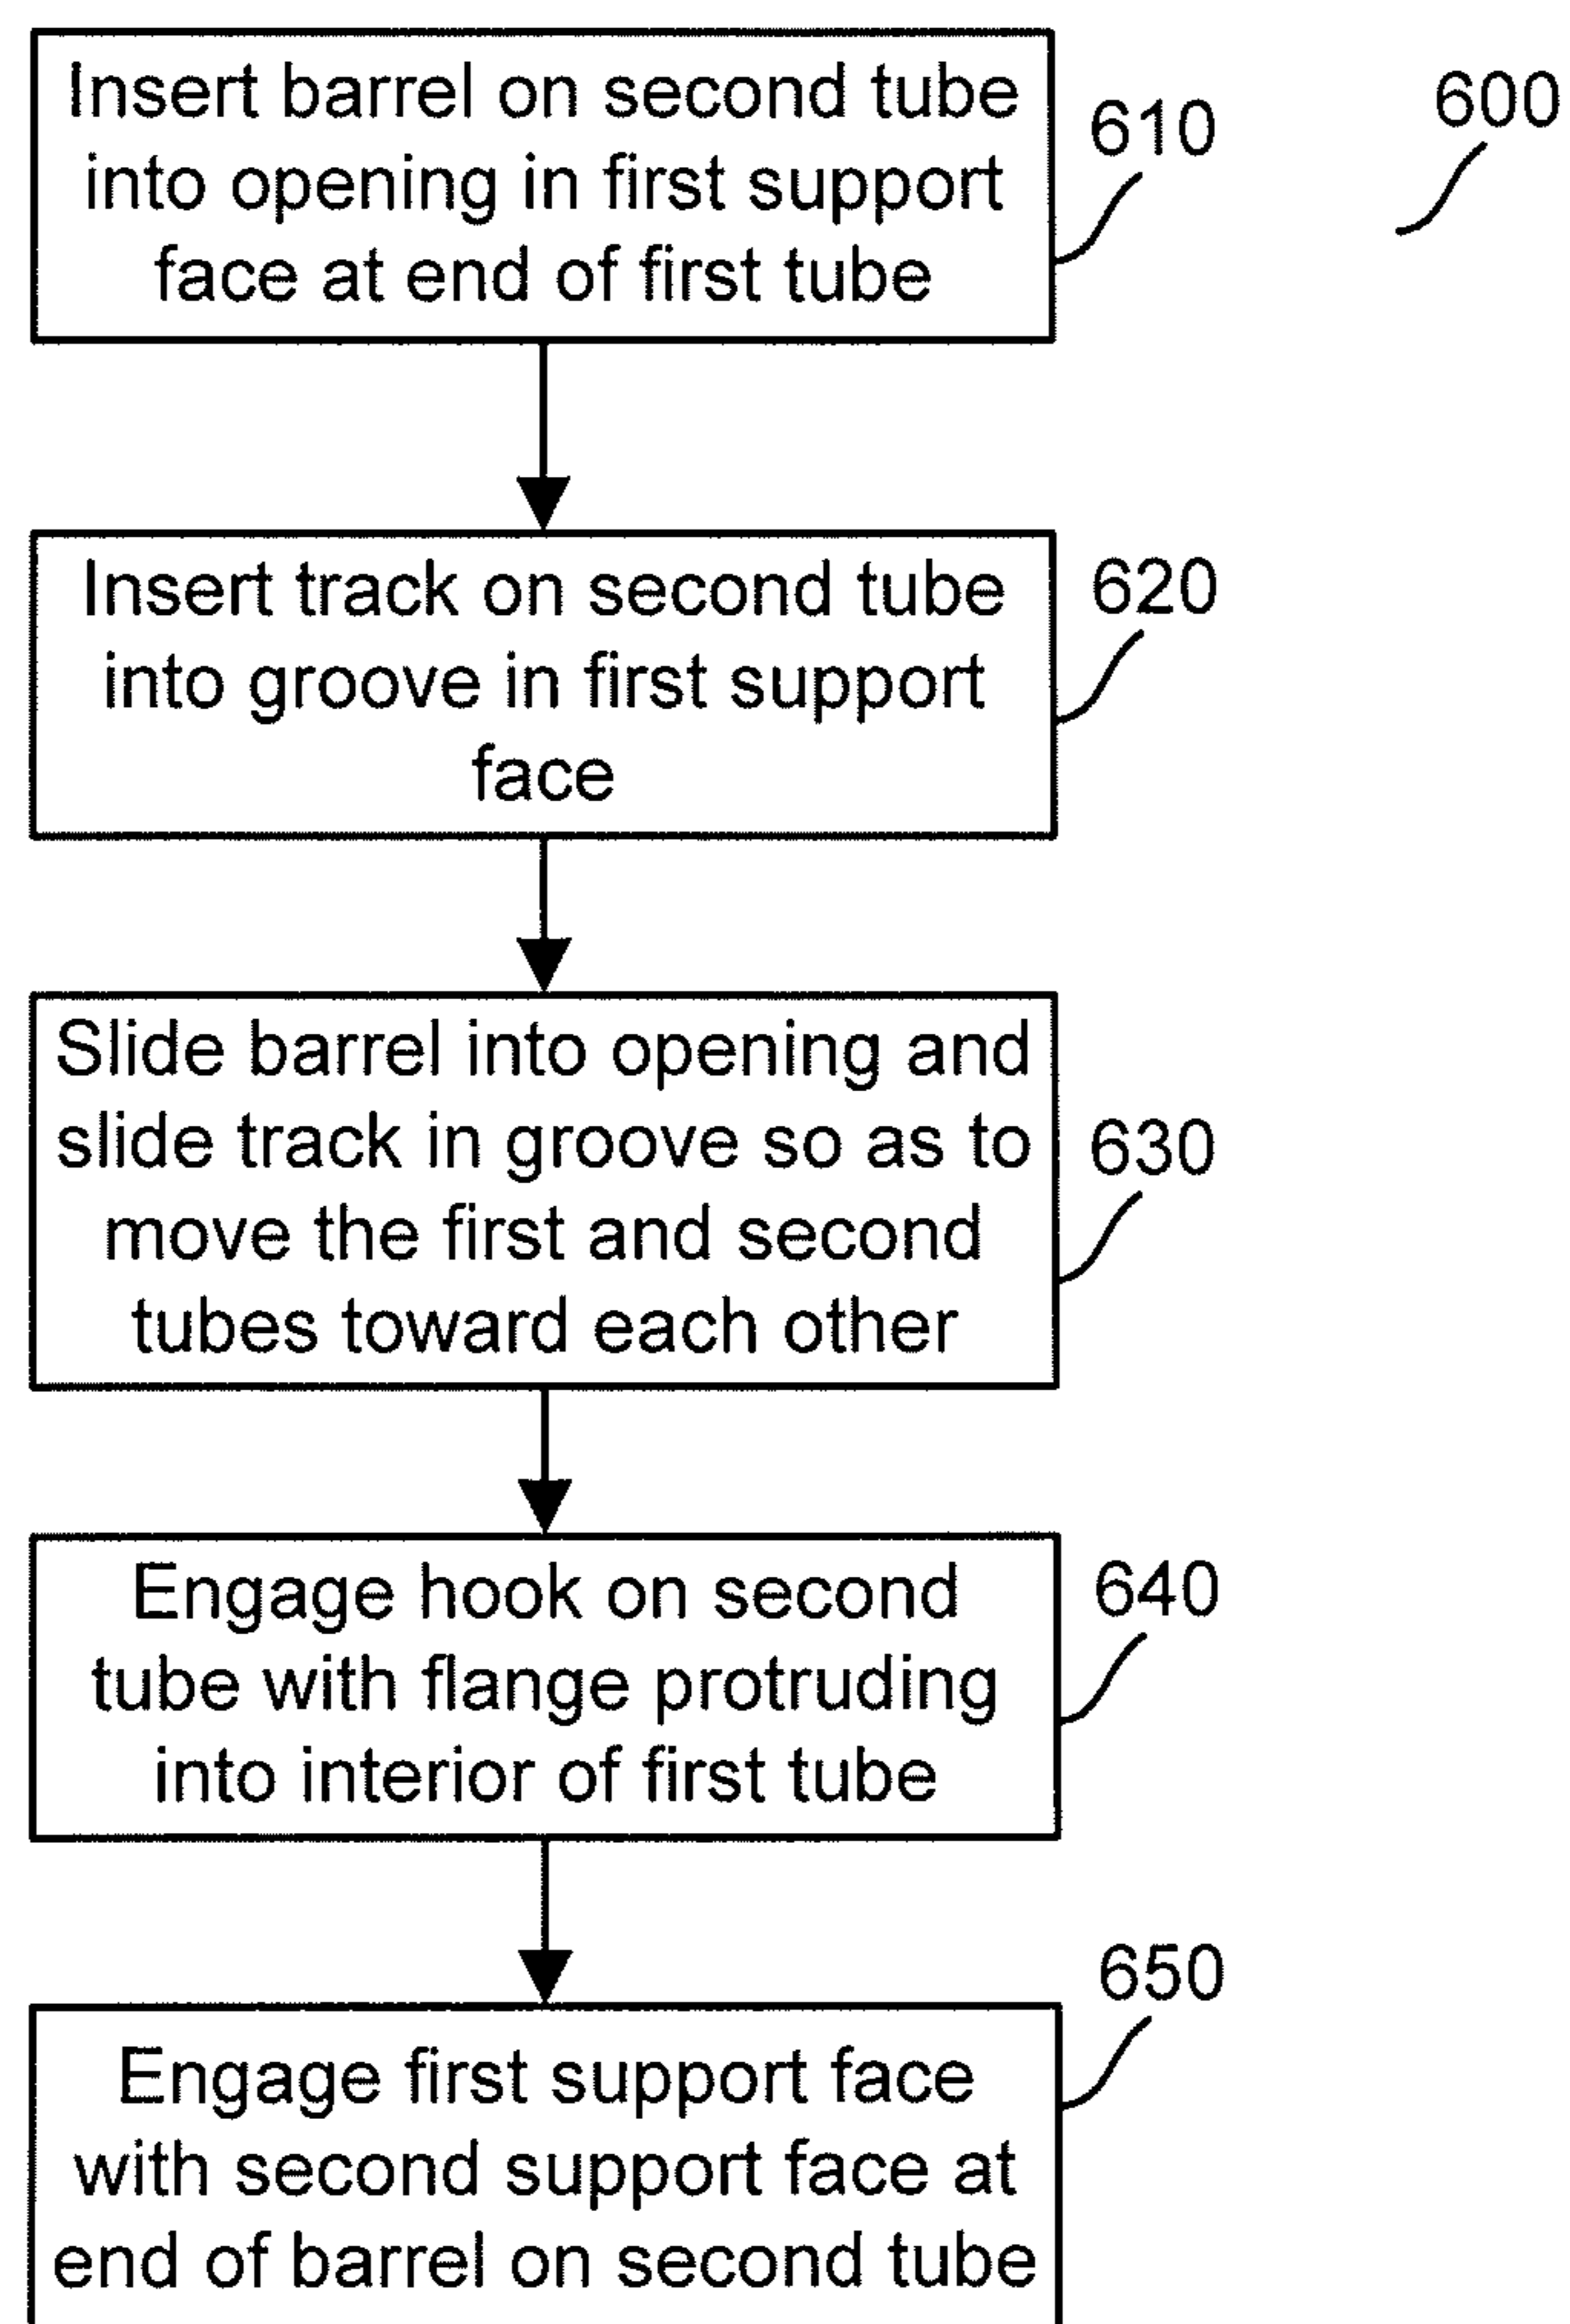 600
Insert barrel on second tube
into opening in first support
face at end of first tube
610
Insert track on second tube
into groove in first support
face
620
Slide barrel into opening and
slide track in groove so as to
move the first and second
tubes toward each other
630
Engage hook on second
tube with flange protruding
into interior of first tube
640
Engage first support face
with second support face at
end of barrel on second tube
650